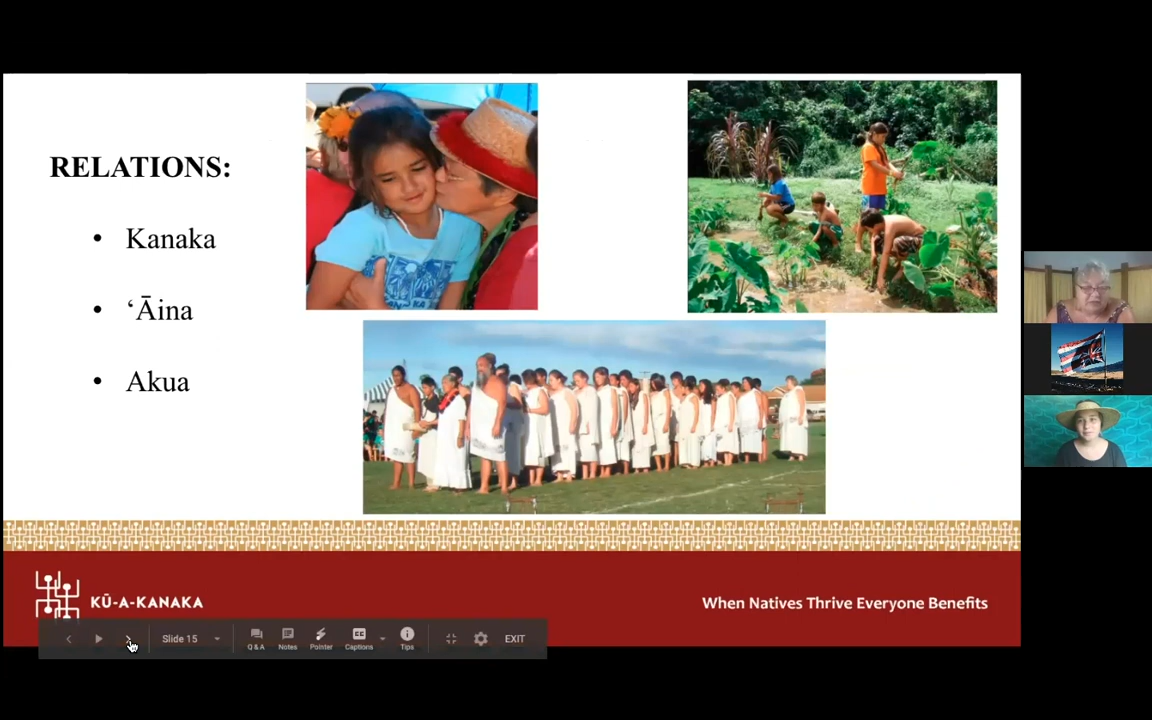 RELATIONS:
• Kanaka
• ʻĀina
• Akua
KŪ-A-KANAKA
When Natives Thrive Everyone Benefits
Slide 15
Q & A
Notes
Pointer
Captions
Tips
EXIT